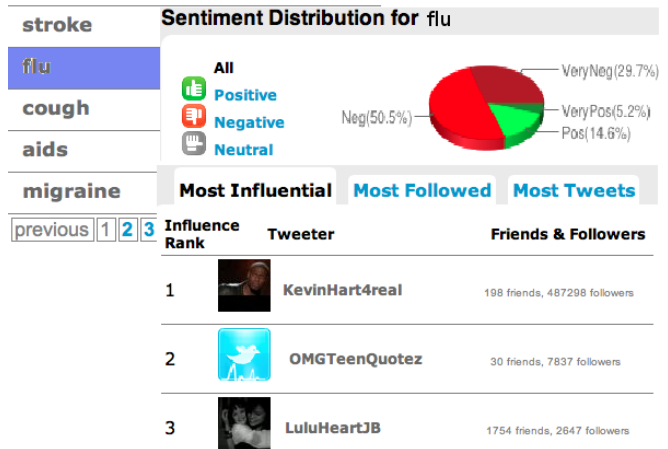 stroke
flu
cough
aids
migraine
previous 1 2 3
Sentiment Distribution for flu
All
Positive
Negative
Neutral
VeryNeg(29.7%)
Neg(50.5%)
VeryPos(5.2%)
Pos(14.6%)
Most Influential Most Followed Most Tweets
Influence Rank Tweeter Friends & Followers
1 KevinHart4real 198 friends, 487298 followers
2 OMGTeenQuotez 30 friends, 7837 followers
3 LuluHeartJB 1754 friends, 2647 followers